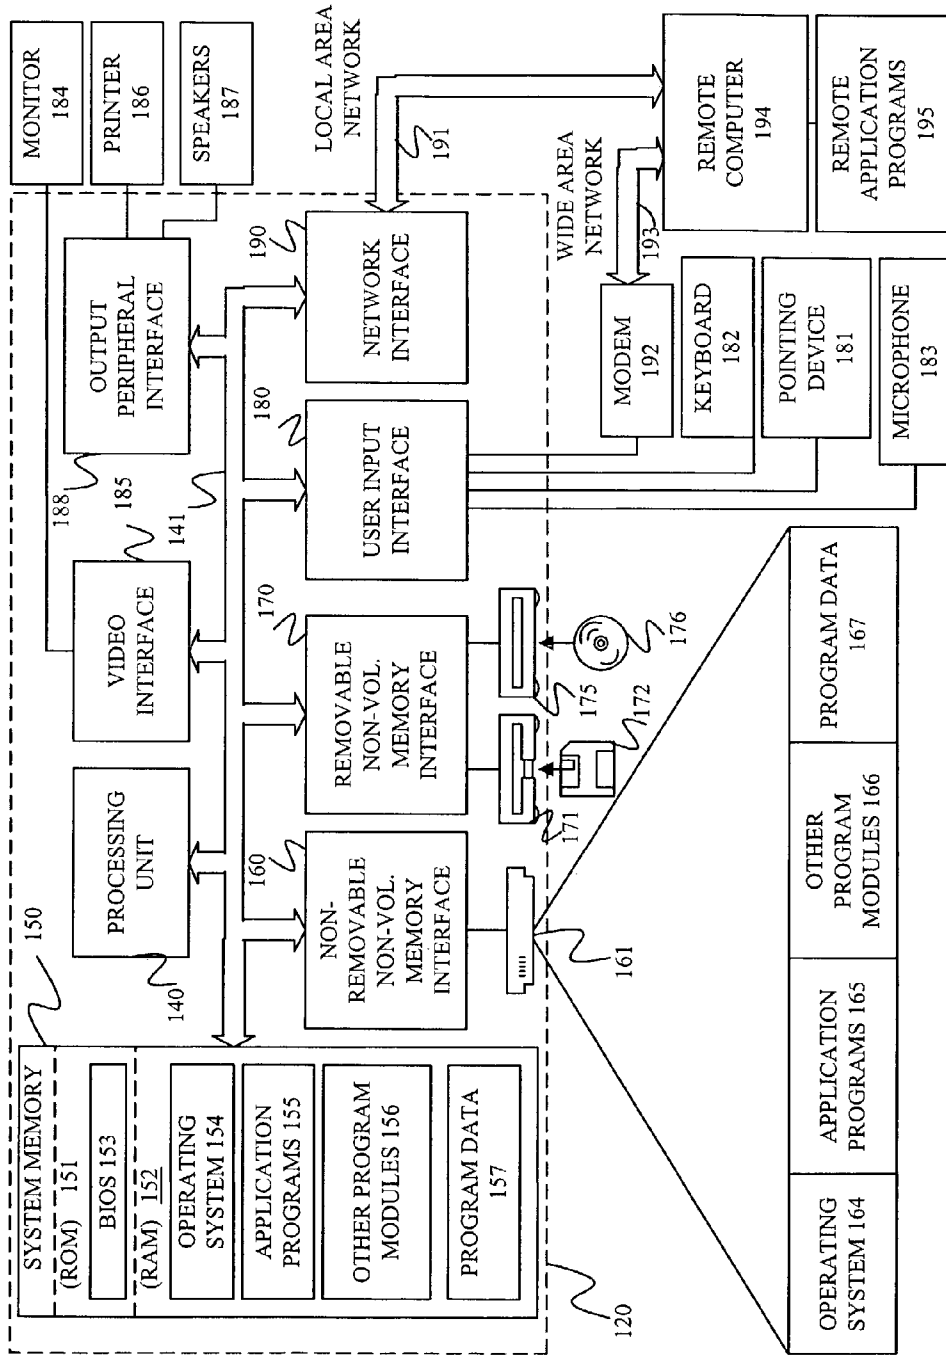 SYSTEM MEMORY
(ROM) 151
BIOS 153
(RAM) 152
OPERATING
SYSTEM 154
APPLICATION
PROGRAMS 155
OTHER PROGRAM
MODULES 156
PROGRAM DATA
157
150
PROCESSING
UNIT
140
VIDEO
INTERFACE
188
185
141
OUTPUT
PERIPHERAL
INTERFACE
MONITOR
184
PRINTER
186
SPEAKERS
187
NON-
REMOVABLE
NON-VOL.
MEMORY
INTERFACE
160
REMOVABLE
NON-VOL.
MEMORY
INTERFACE
170
USER INPUT
INTERFACE
180
NETWORK
INTERFACE
190
LOCAL AREA
NETWORK
191
120
161
171
172
175
176
WIDE AREA
NETWORK
193
MODEM
192
KEYBOARD
182
POINTING
DEVICE
181
MICROPHONE
183
REMOTE
COMPUTER
194
REMOTE
APPLICATION
PROGRAMS
195
OPERATING
SYSTEM 164
APPLICATION
PROGRAMS 165
OTHER
PROGRAM
MODULES 166
PROGRAM DATA
167